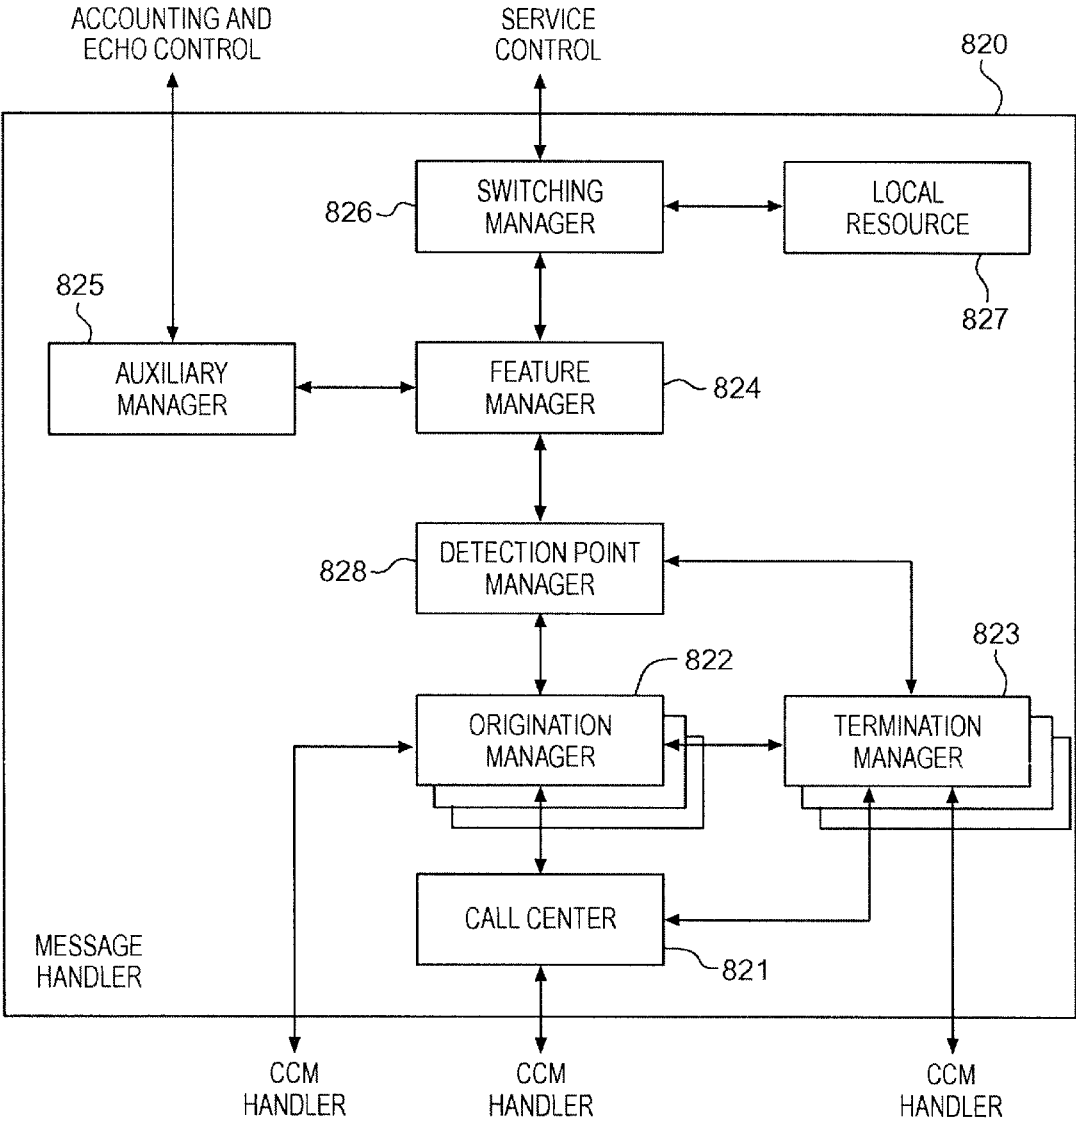 ACCOUNTING AND
ECHO CONTROL
SERVICE
CONTROL
820
SWITCHING
MANAGER
826
LOCAL
RESOURCE
827
825
AUXILIARY
MANAGER
FEATURE
MANAGER
824
DETECTION POINT
MANAGER
828
823
822
ORIGINATION
MANAGER
TERMINATION
MANAGER
CALL CENTER
821
MESSAGE
HANDLER
CCM
HANDLER
CCM
HANDLER
CCM
HANDLER